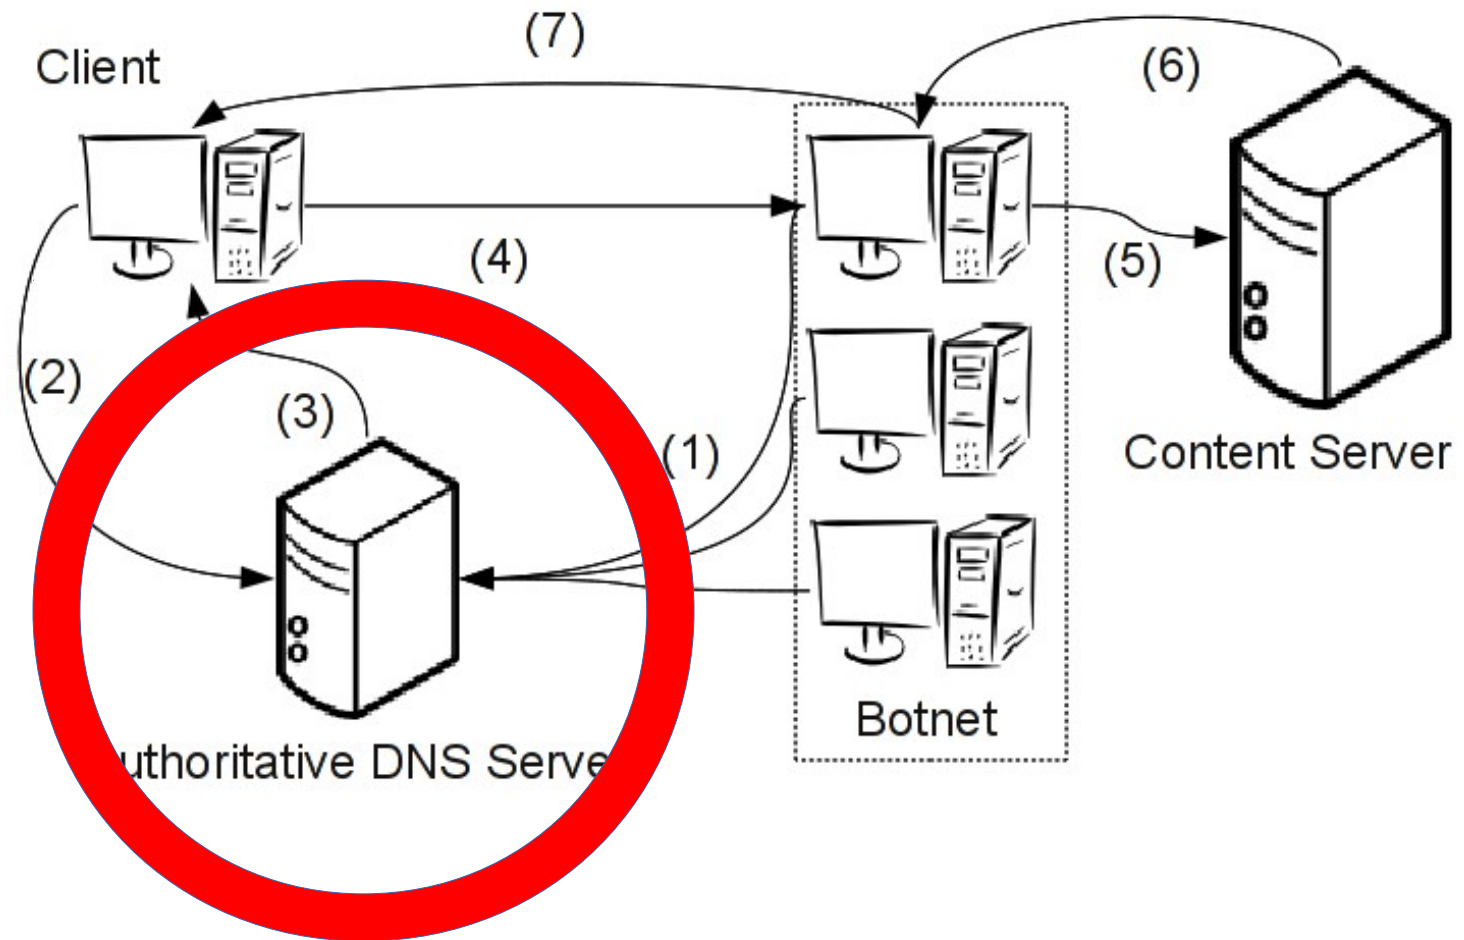 (7)
(6)
Client
(4)
(5)
(2)
(3)
(1)
Content Server
Botnet
uthoritative DNS Serve